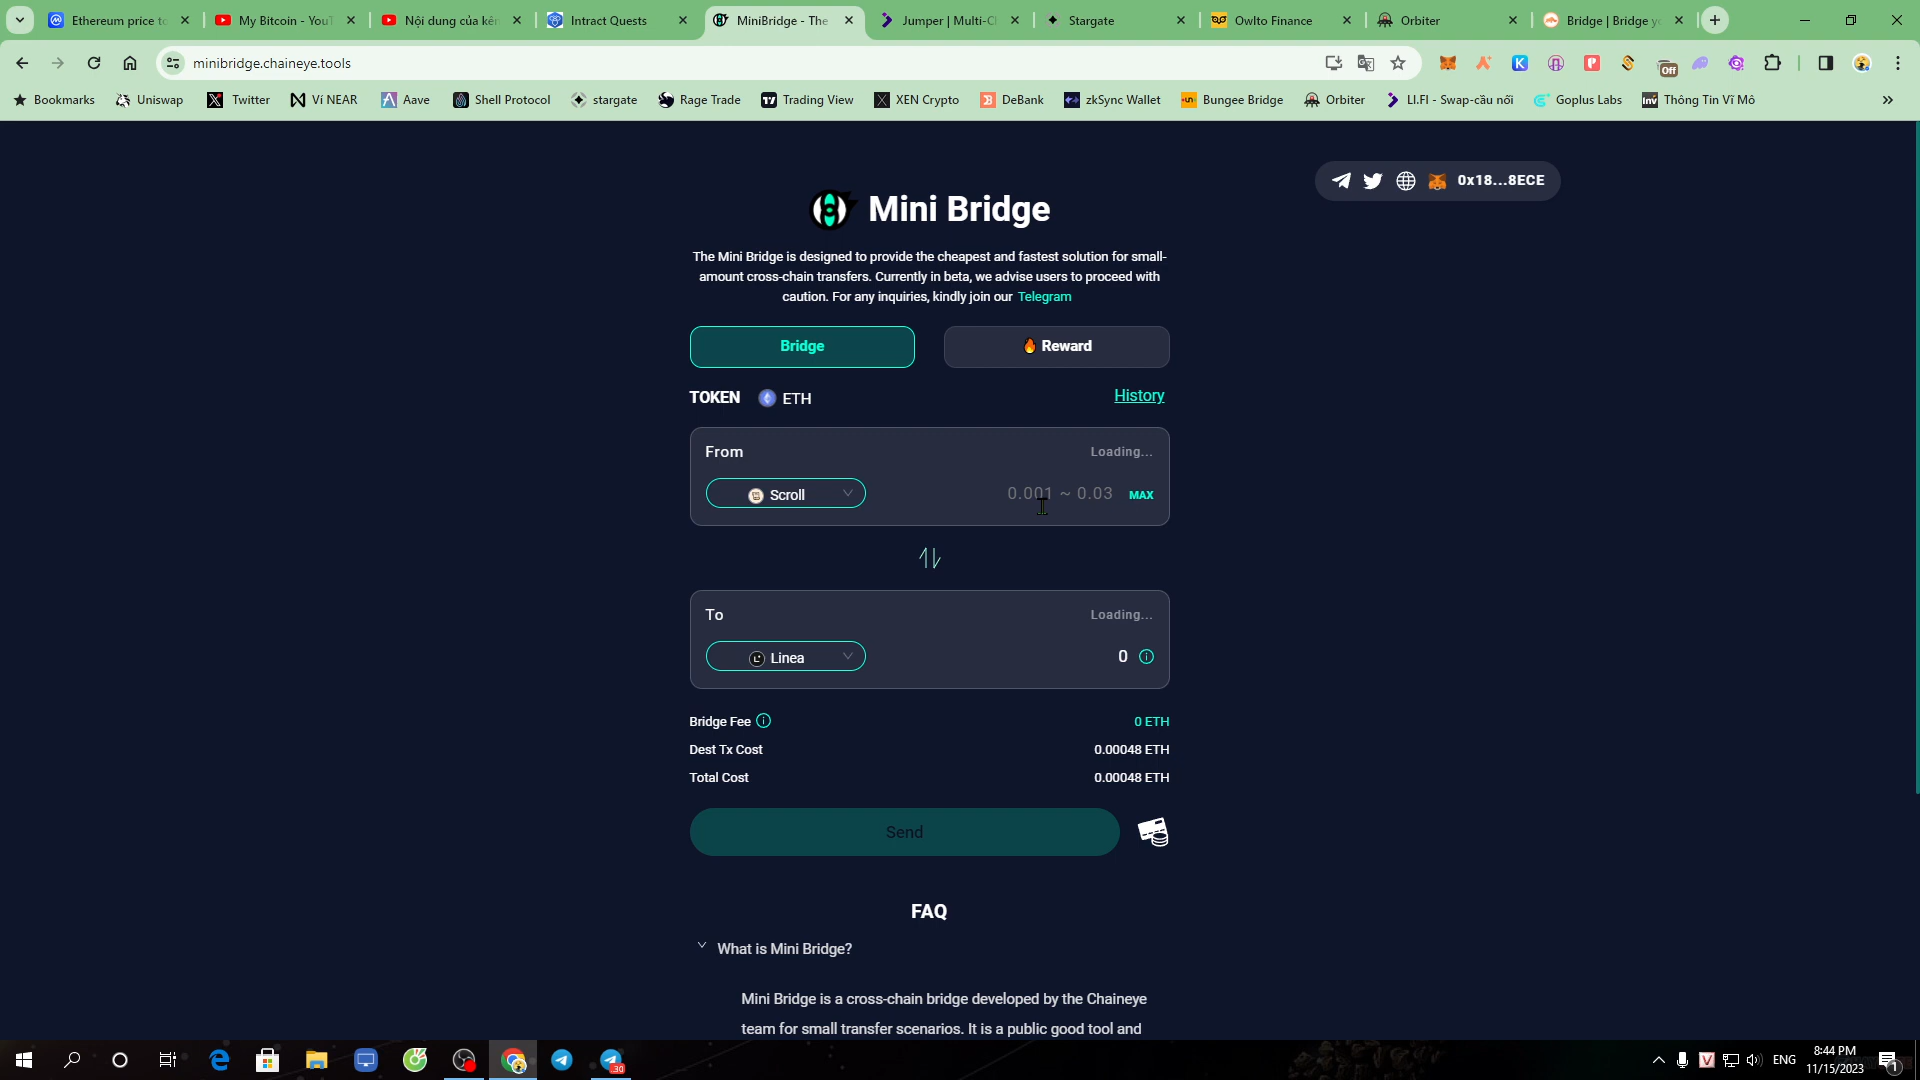 Ethereum price to
My Bitcoin - YouT
Nội dung của kên
Intract Quests
MiniBridge - The
Jumper | Multi-Cl
Stargate
Owlto Finance
Orbiter
Bridge | Bridge yo
minibridge.chaineye.tools
Off
Bookmarks
Uniswap
Twitter
Ví NEAR
Aave
Shell Protocol
stargate
Rage Trade
Trading View
XEN Crypto
DeBank
zkSync Wallet
Bungee Bridge
Orbiter
LI.FI - Swap-cầu nối
Goplus Labs
Thông Tin Vĩ Mô
»
0x18...8ECE
Mini Bridge
The Mini Bridge is designed to provide the cheapest and fastest solution for small-
amount cross-chain transfers. Currently in beta, we advise users to proceed with
caution. For any inquiries, kindly join our Telegram
Bridge
Reward
TOKEN ETH
History
From
Loading...
Scroll
0.001 ~ 0.03 MAX
To
Loading...
Linea
0
Bridge Fee
0 ETH
Dest Tx Cost
0.00048 ETH
Total Cost
0.00048 ETH
Send
FAQ
What is Mini Bridge?
Mini Bridge is a cross-chain bridge developed by the Chaineye
team for small transfer scenarios. It is a public good tool and
30
ENG
8:44 PM
11/15/2023
1